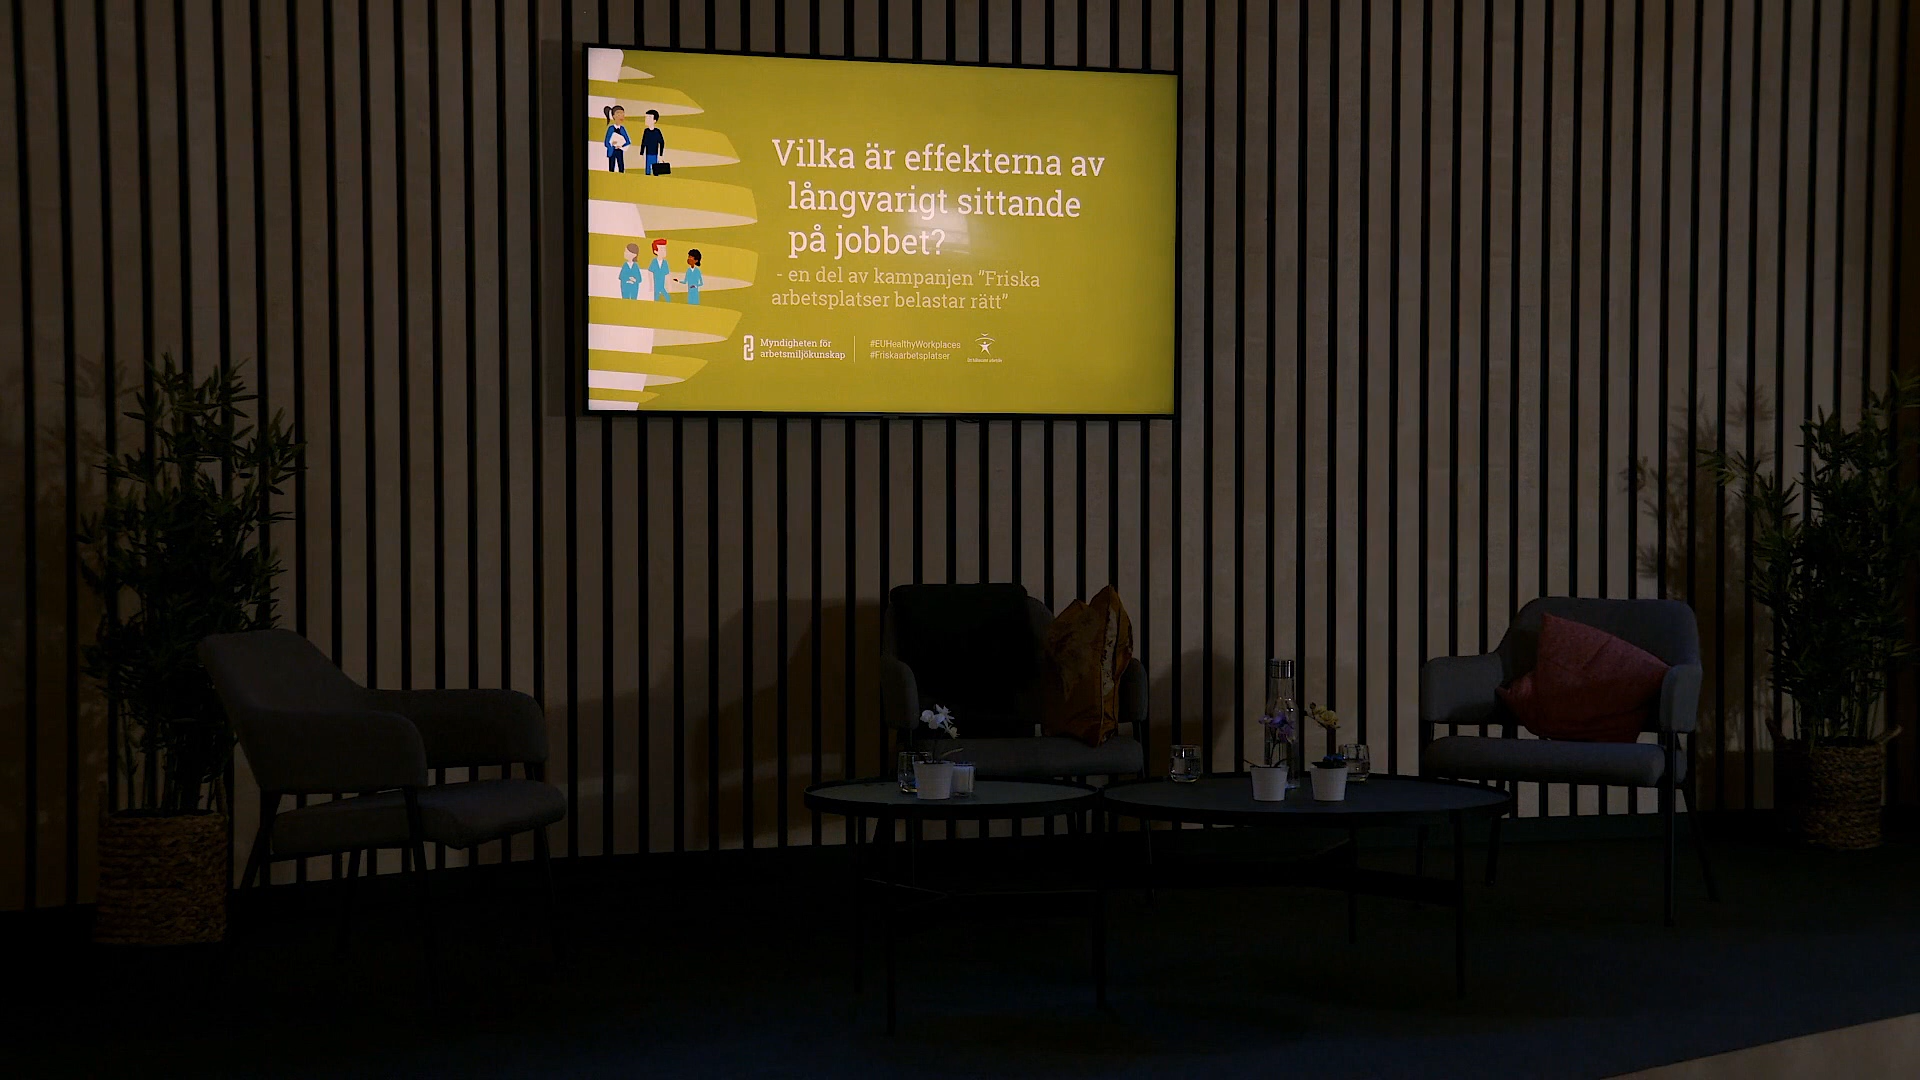 Vilka är effekterna av
långvarigt sittande
på jobbet?
- en del av kampanjen ”Friska
arbetsplatser belastar rätt”
Myndigheten för
arbetsmiljökunskap
#EUHealthyWorkplaces
#Friskaarbetsplatser